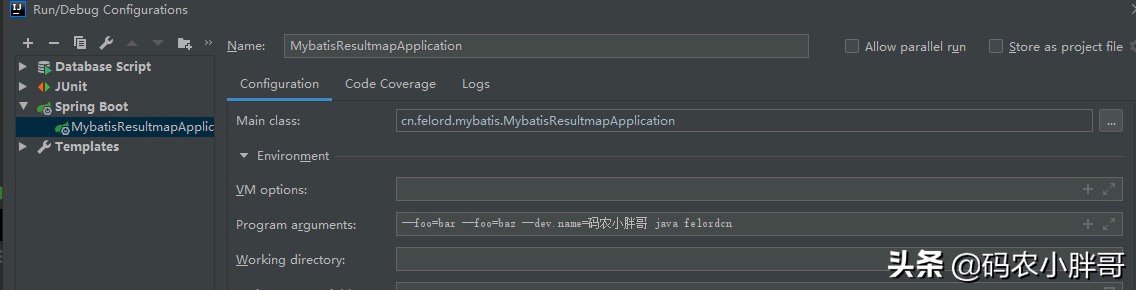 IJ Run/Debug Configurations
Name: MybatisResultmapApplication Allow parallel run Store as project file
Database Script
JUnit
Spring Boot
MybatisResultmapApplic
Templates
Configuration Code Coverage Logs
Main class: cn.felord.mybatis.MybatisResultmapApplication ...
Environment
VM options:
Program arguments: --foo=bar --foo=baz --dev.name=码农小胖哥 java felordcn
Working directory:
头条 @码农小胖哥